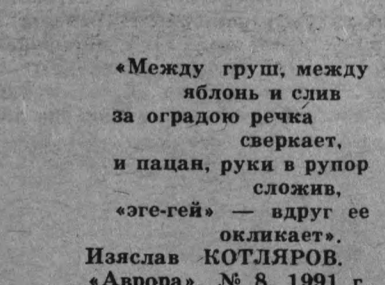 «Между груш, между
яблонь и слив
за оградою речка
сверкает,
и пацан, руки в рупор
сложив,
«эге-гей» — вдруг ее
окликает».
Изяслав КОТЛЯРОВ.
«Аврора», № 8, 1991 г.